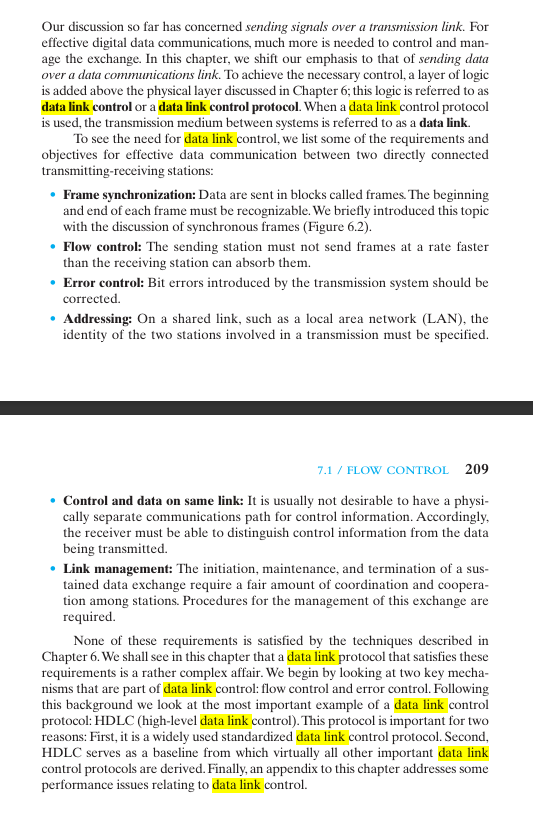 Our discussion so far has concerned sending signals over a transmission link. For
effective digital data communications, much more is needed to control and man-
age the exchange. In this chapter, we shift our emphasis to that of sending data
over a data communications link. To achieve the necessary control, a layer of logic
is added above the physical layer discussed in Chapter 6; this logic is referred to as
data link control or a data link control protocol. When a data link control protocol
is used, the transmission medium between systems is referred to as a data link.
To see the need for data link control, we list some of the requirements and
objectives for effective data communication between two directly connected
transmitting-receiving stations:
• Frame synchronization: Data are sent in blocks called frames. The beginning
and end of each frame must be recognizable. We briefly introduced this topic
with the discussion of synchronous frames (Figure 6.2).
• Flow control: The sending station must not send frames at a rate faster
than the receiving station can absorb them.
• Error control: Bit errors introduced by the transmission system should be
corrected.
• Addressing: On a shared link, such as a local area network (LAN), the
identity of the two stations involved in a transmission must be specified.
7.1 / FLOW CONTROL 209
• Control and data on same link: It is usually not desirable to have a physi-
cally separate communications path for control information. Accordingly,
the receiver must be able to distinguish control information from the data
being transmitted.
• Link management: The initiation, maintenance, and termination of a sus-
tained data exchange require a fair amount of coordination and coopera-
tion among stations. Procedures for the management of this exchange are
required.
None of these requirements is satisfied by the techniques described in
Chapter 6. We shall see in this chapter that a data link protocol that satisfies these
requirements is a rather complex affair. We begin by looking at two key mecha-
nisms that are part of data link control: flow control and error control. Following
this background we look at the most important example of a data link control
protocol: HDLC (high-level data link control). This protocol is important for two
reasons: First, it is a widely used standardized data link control protocol. Second,
HDLC serves as a baseline from which virtually all other important data link
control protocols are derived. Finally, an appendix to this chapter addresses some
performance issues relating to data link control.